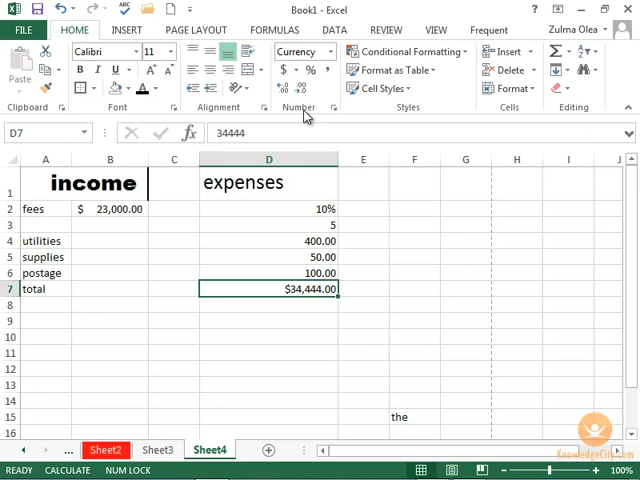 Book1 - Excel
FILE HOME INSERT PAGE LAYOUT FORMULAS DATA REVIEW VIEW Frequent Zulma Olea
Calibri 11 Currency Conditional Formatting Insert
Paste B I U A A $ % , Format as Table Delete
A .00 Cell Styles Format
Clipboard Font Alignment Number Styles Cells Editing
D7 fx 34444
A B C D E F G H I J
1 income expenses
2 fees $ 23,000.00 10%
3 5
4 utilities 400.00
5 supplies 50.00
6 postage 100.00
7 total $34,444.00
8
9
10
11
12
13
14
15 the
16
... Sheet2 Sheet3 Sheet4
KnowledgeCity.com
READY CALCULATE NUM LOCK 100%